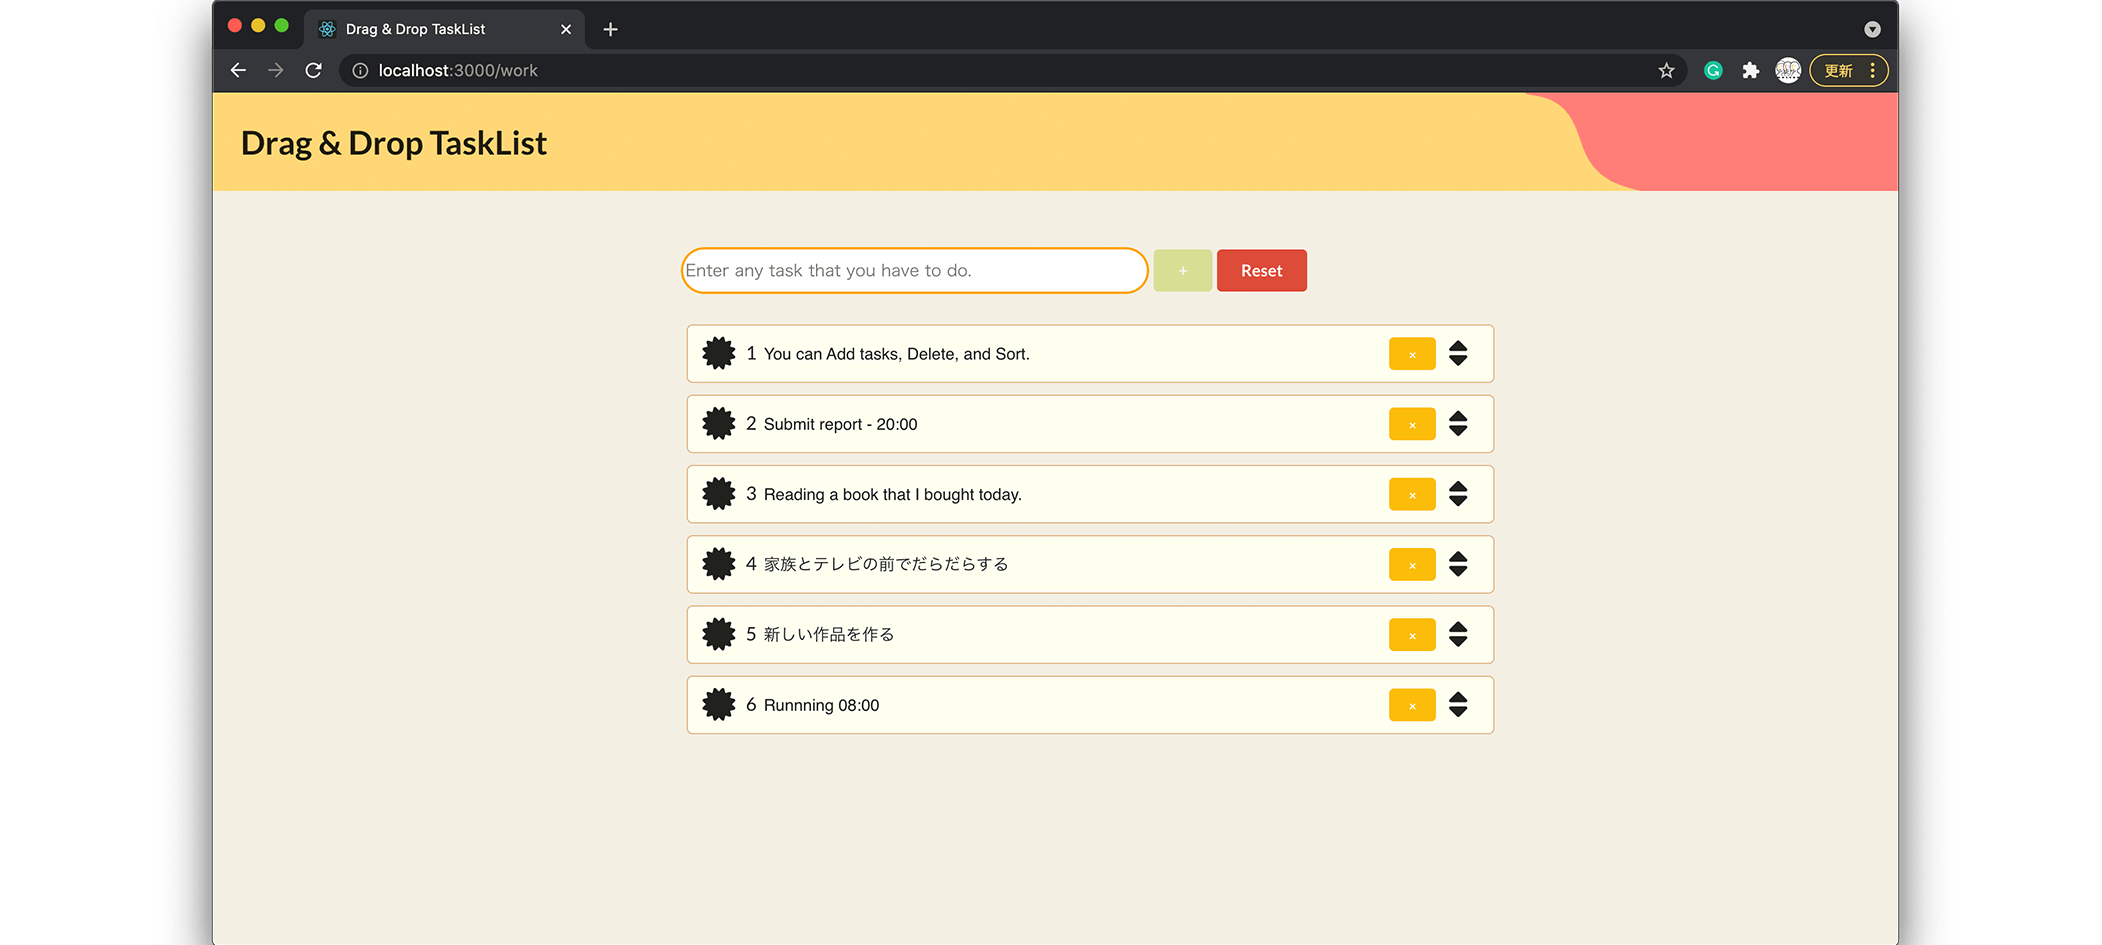 Drag & Drop TaskList
localhost:3000/work
更新
Drag & Drop TaskList
Enter any task that you have to do.
+
Reset
1 You can Add tasks, Delete, and Sort.
×
2 Submit report - 20:00
×
3 Reading a book that I bought today.
×
4 家族とテレビの前でだらだらする
×
5 新しい作品を作る
×
6 Runnning 08:00
×